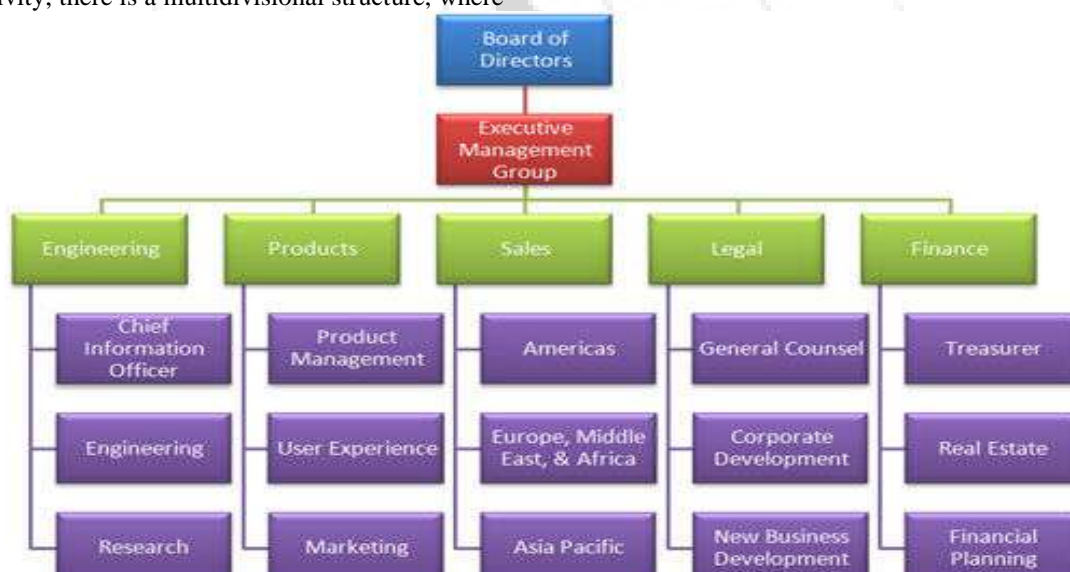 ivity, there is a multidivisional structure, where
Board of
Directors
Executive
Management
Group
Engineering
Products
Sales
Legal
Finance
Chief
Information
Officer
Product
Management
Americas
General Counsel
Treasurer
Engineering
User Experience
Europe, Middle
East, & Africa
Corporate
Development
Real Estate
Research
Marketing
Asia Pacific
New Business
Development
Financial
Planning